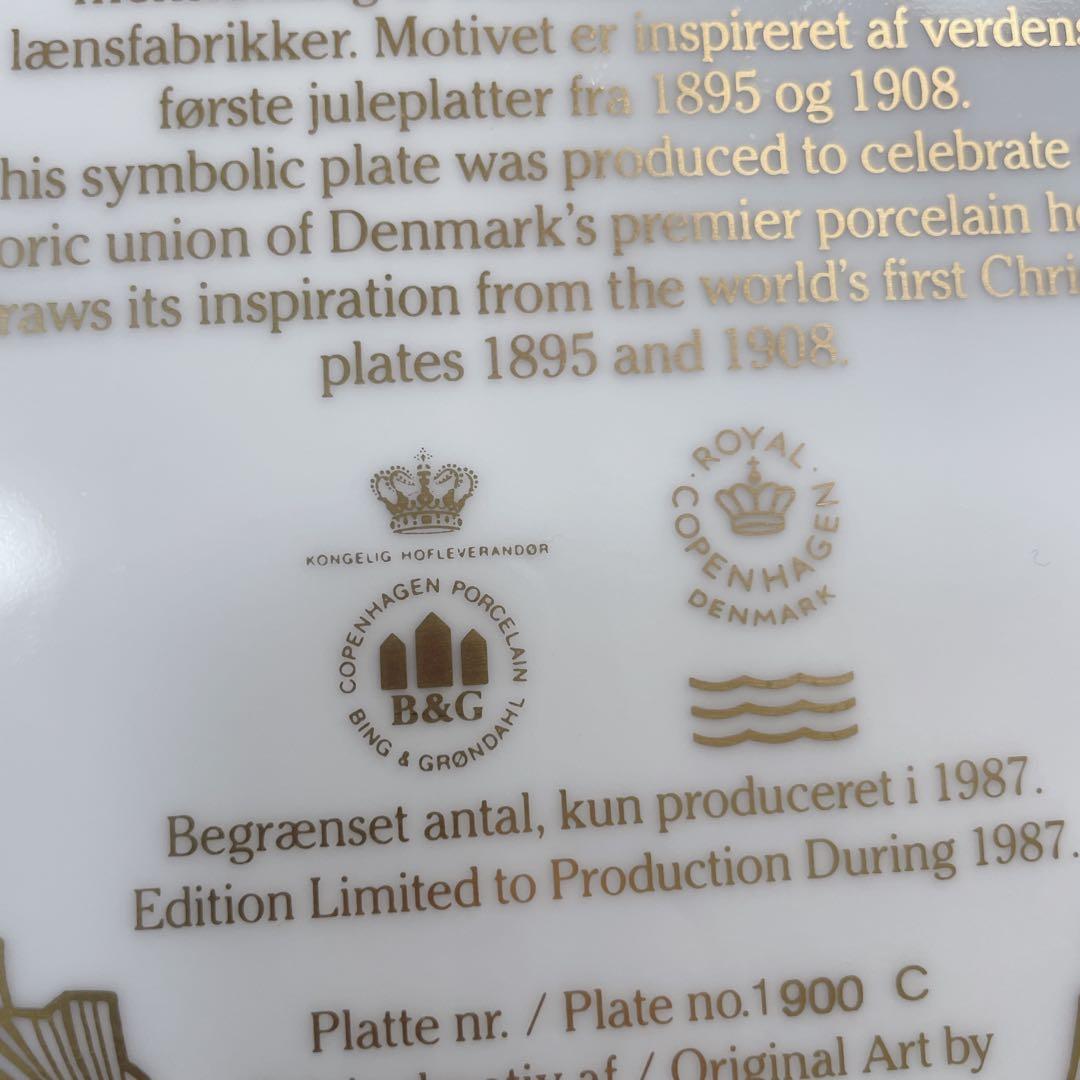 lænsfabrikker. Motivet er inspireret af verdens
første juleplatter fra 1895 og 1908.
his symbolic plate was produced to celebrate
oric union of Denmark's premier porcelain ho
raws its inspiration from the world's first Chri
plates 1895 and 1908.
KONGELIG HOFLEVERANDØR
COPENHAGEN PORCELAIN
B&G
BING & GRØNDAHL
· ROYAL ·
COPENHAGEN
DENMARK
Begrænset antal, kun produceret i 1987.
Edition Limited to Production During 1987.
Platte nr. / Plate no.1900 C
af / Original Art by